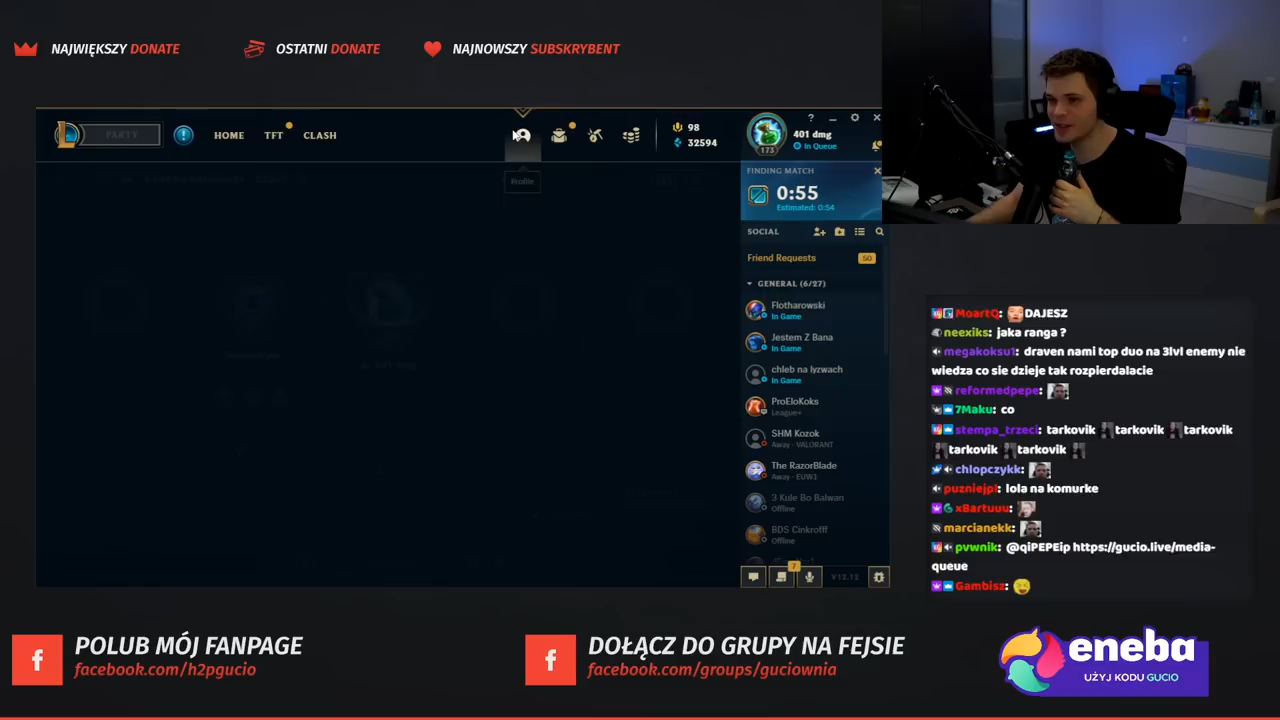 NAJWIĘKSZY DONATE
OSTATNI DONATE
NAJNOWSZY SUBSKRYBENT
PARTY
HOME
TFT
CLASH
98
32594
Profile
401 dmg
173
In Queue
FINDING MATCH
0:55
Estimated: 0:54
SOCIAL
Friend Requests
50
GENERAL (6/27)
Flotharowski
In Game
Jestem Z Bana
In Game
chleb na lyzwach
In Game
ProEloKoks
League+
SHM Kozok
Away - VALORANT
The RazorBlade
Away - EUW1
3 Kule Bo Balwan
Offline
BDS Cinkrofff
Offline
7
V12.12
MoartQ: DAJESZ
neexiks: jaka ranga ?
megakoksu1: draven nami top duo na 3lvl enemy nie
wiedza co sie dzieje tak rozpierdalacie
reformedpepe:
7Maku: co
stempa_trzeci: tarkovik tarkovik tarkovik
tarkovik tarkovik
chlopczykk:
puzniejp!: lola na komurke
xBartuuu:
marcianekk:
pvwnik: @qiPEPEip https://gucio.live/media-
queue
Gambisz:
POLUB MÓJ FANPAGE
facebook.com/h2pgucio
DOŁĄCZ DO GRUPY NA FEJSIE
facebook.com/groups/guciownia
eneba
UŻYJ KODU GUCIO